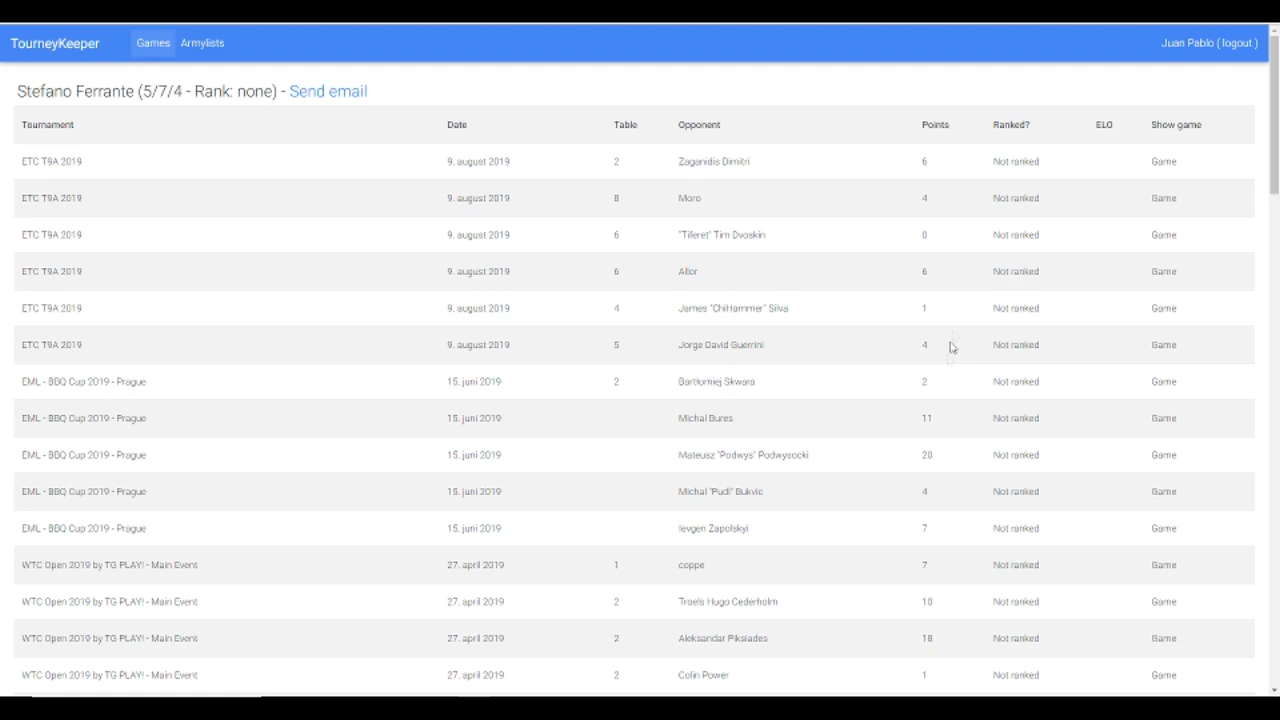 TourneyKeeper Games Armylists Juan Pablo ( logout )
Stefano Ferrante (5/7/4 - Rank: none) - Send email
Tournament Date Table Opponent Points Ranked? ELO Show game
ETC T9A 2019 9. august 2019 2 Zaganidis Dimitri 6 Not ranked Game
ETC T9A 2019 9. august 2019 8 Moro 4 Not ranked Game
ETC T9A 2019 9. august 2019 6 "Tiferet" Tim Dvoskin 0 Not ranked Game
ETC T9A 2019 9. august 2019 6 Allor 6 Not ranked Game
ETC T9A 2019 9. august 2019 4 James "ChiHammer" Silva 1 Not ranked Game
ETC T9A 2019 9. august 2019 5 Jorge David Guerrini 4 Not ranked Game
EML - BBQ Cup 2019 - Prague 15. juni 2019 2 Bartłomiej Skwara 2 Not ranked Game
EML - BBQ Cup 2019 - Prague 15. juni 2019 Michal Bures 11 Not ranked Game
EML - BBQ Cup 2019 - Prague 15. juni 2019 Mateusz "Podwys" Podwysocki 20 Not ranked Game
EML - BBQ Cup 2019 - Prague 15. juni 2019 Michal "Pudl" Bukvic 4 Not ranked Game
EML - BBQ Cup 2019 - Prague 15. juni 2019 Ievgen Zapolskyi 7 Not ranked Game
WTC Open 2019 by TG PLAY! - Main Event 27. april 2019 1 coppe 7 Not ranked Game
WTC Open 2019 by TG PLAY! - Main Event 27. april 2019 2 Troels Hugo Cederholm 10 Not ranked Game
WTC Open 2019 by TG PLAY! - Main Event 27. april 2019 2 Aleksandar Piksiades 18 Not ranked Game
WTC Open 2019 by TG PLAY! - Main Event 27. april 2019 2 Colin Power 1 Not ranked Game